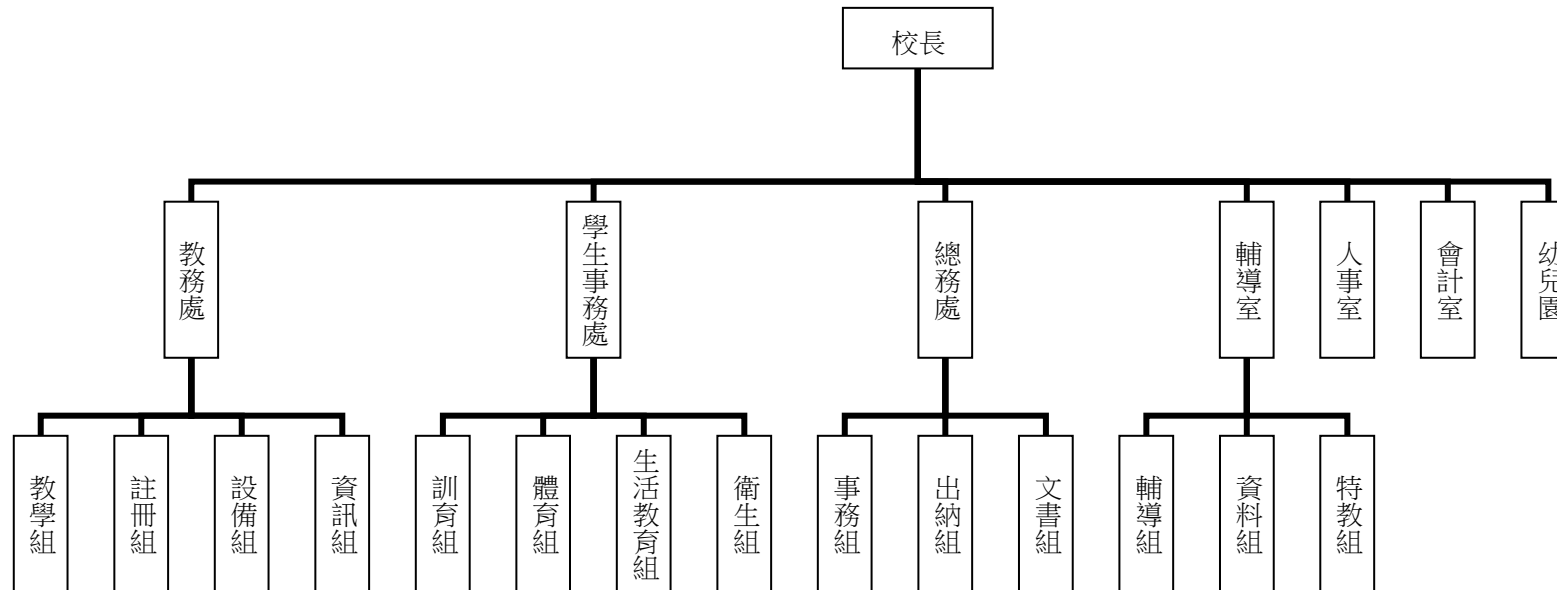 校長
教務處
學生事務處
總務處
輔導室
人事室
會計室
幼兒園
教學組
註冊組
設備組
資訊組
訓育組
體育組
生活教育組
衛生組
事務組
出納組
文書組
輔導組
資料組
特教組